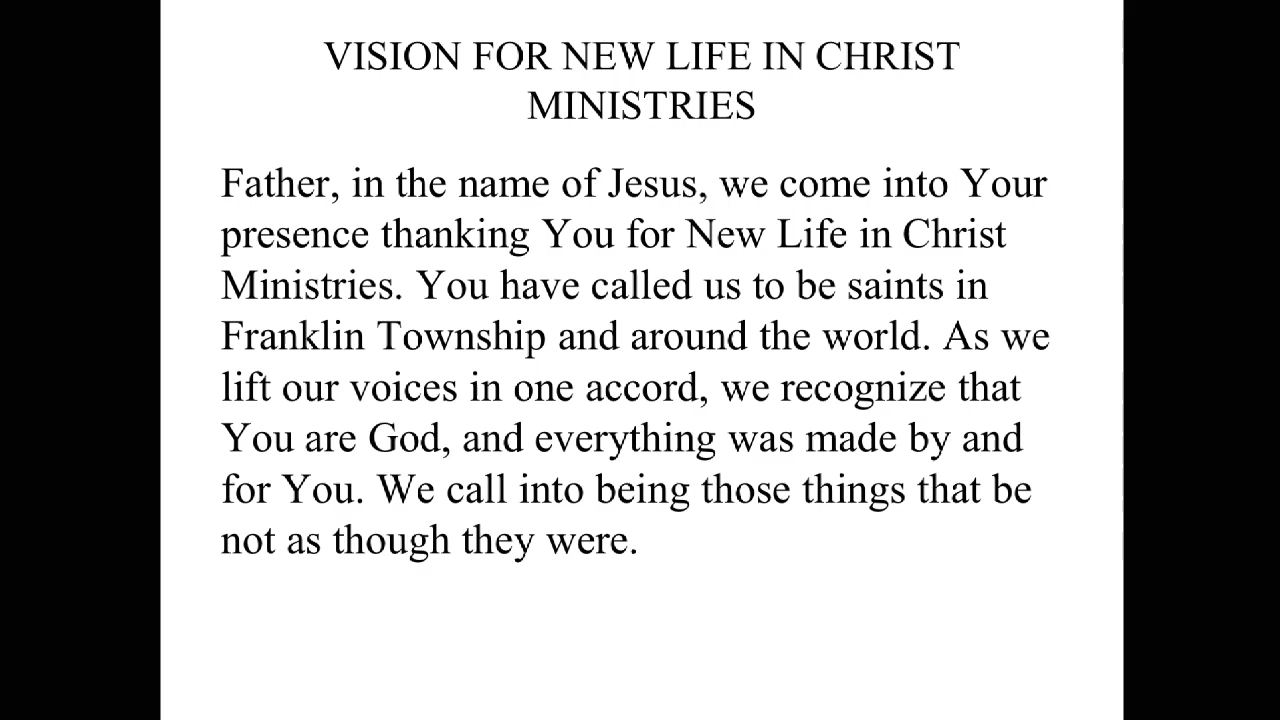 VISION FOR NEW LIFE IN CHRIST
MINISTRIES
Father, in the name of Jesus, we come into Your
presence thanking You for New Life in Christ
Ministries. You have called us to be saints in
Franklin Township and around the world. As we
lift our voices in one accord, we recognize that
You are God, and everything was made by and
for You. We call into being those things that be
not as though they were.